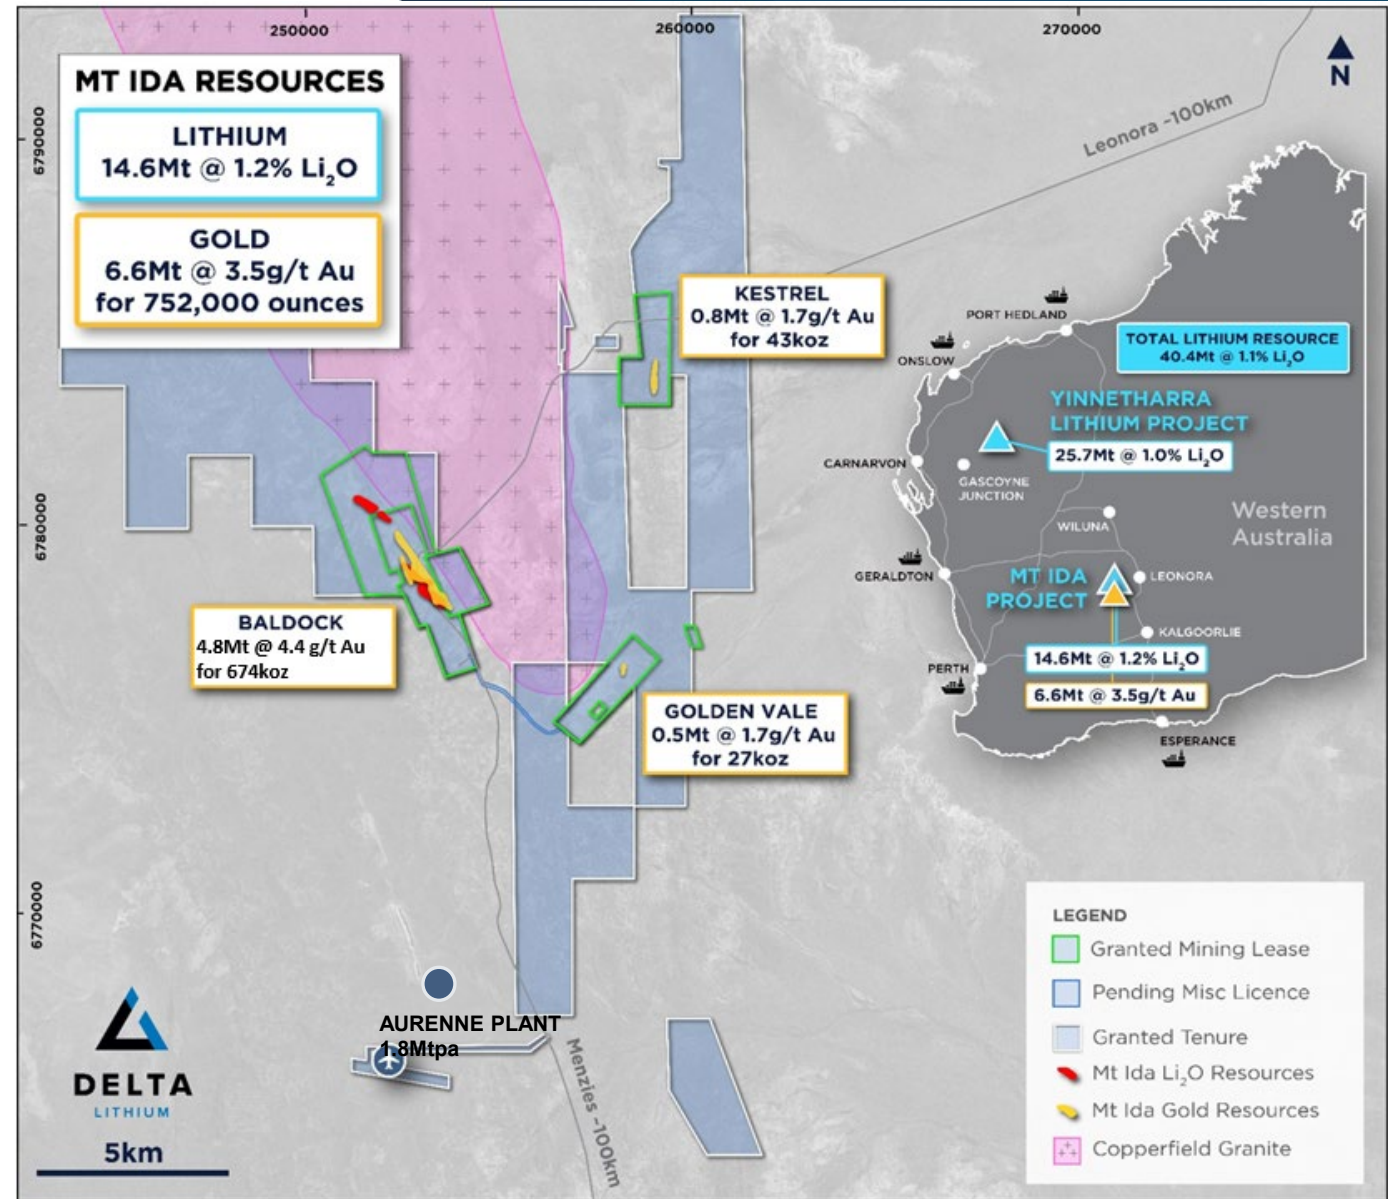 250000
260000
270000
N
6790000
6780000
6770000
MT IDA RESOURCES
LITHIUM
14.6Mt @ 1.2% Li₂O
GOLD
6.6Mt @ 3.5g/t Au
for 752,000 ounces
Leonora ~100km
KESTREL
0.8Mt @ 1.7g/t Au
for 43koz
BALDOCK
4.8Mt @ 4.4 g/t Au
for 674koz
GOLDEN VALE
0.5Mt @ 1.7g/t Au
for 27koz
PORT HEDLAND
ONSLOW
TOTAL LITHIUM RESOURCE
40.4Mt @ 1.1% Li₂O
YINNETHARRA
LITHIUM PROJECT
25.7Mt @ 1.0% Li₂O
CARNARVON
GASCOYNE
JUNCTION
WILUNA
Western
Australia
GERALDTON
MT IDA
PROJECT
LEONORA
KALGOORLIE
PERTH
14.6Mt @ 1.2% Li₂O
6.6Mt @ 3.5g/t Au
ESPERANCE
AURENNE PLANT
1.8Mtpa
Menzies ~100km
DELTA
LITHIUM
5km
LEGEND
Granted Mining Lease
Pending Misc Licence
Granted Tenure
Mt Ida Li₂O Resources
Mt Ida Gold Resources
Copperfield Granite